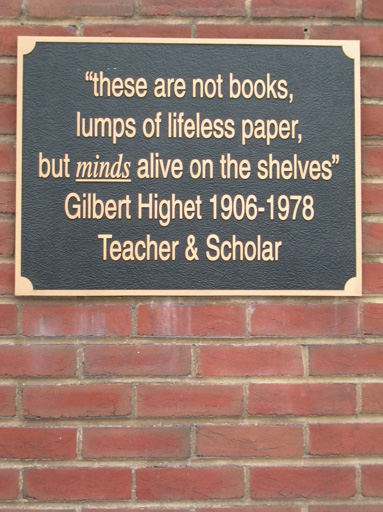 “these are not books,
lumps of lifeless paper,
but minds alive on the shelves”
Gilbert Highet 1906-1978
Teacher & Scholar